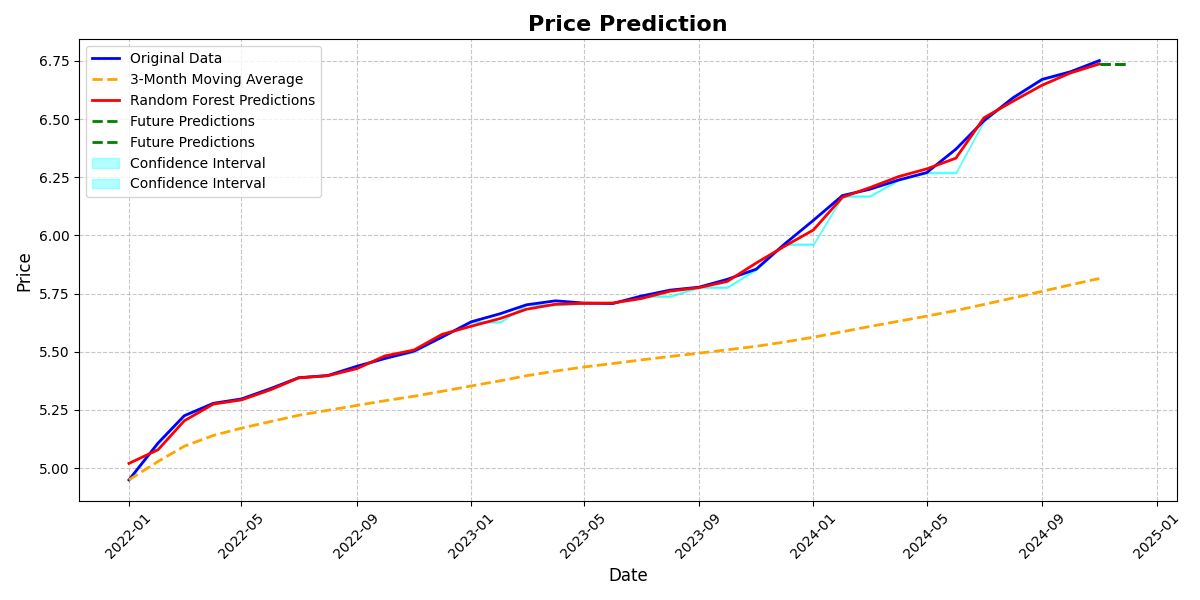 Price Prediction
Original Data
3-Month Moving Average
Random Forest Predictions
Future Predictions
Future Predictions
Confidence Interval
Confidence Interval
6.75
6.50
6.25
6.00
5.75
5.50
5.25
5.00
Price
2022-01
2022-05
2022-09
2023-01
2023-05
2023-09
2024-01
2024-05
2024-09
2025-01
Date